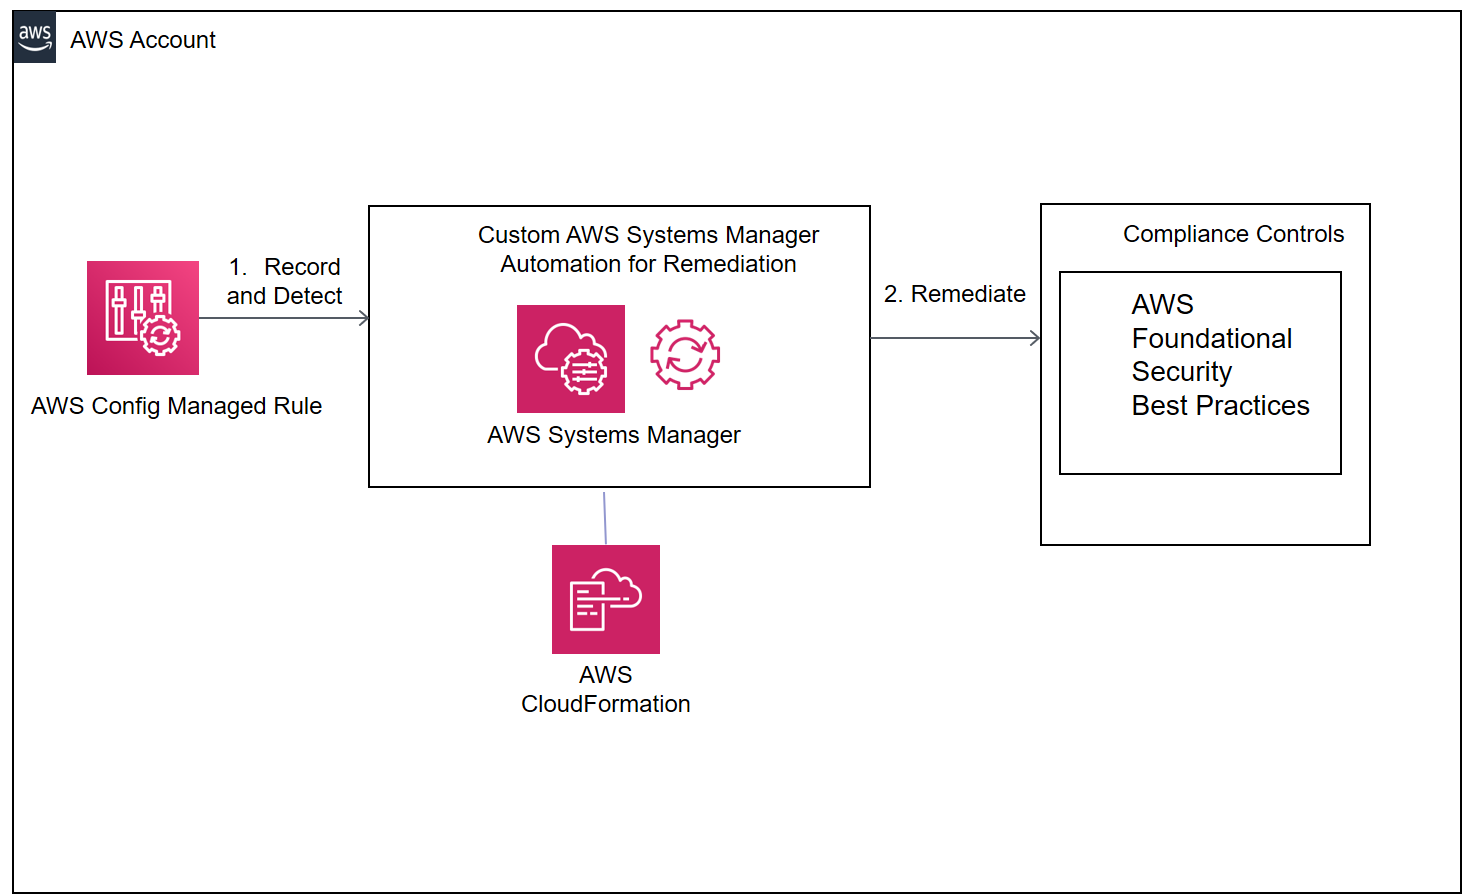 aws
AWS Account
Custom AWS Systems Manager
Automation for Remediation
Compliance Controls
1. Record
and Detect
2. Remediate
AWS
Foundational
Security
Best Practices
AWS Config Managed Rule
AWS Systems Manager
AWS
CloudFormation